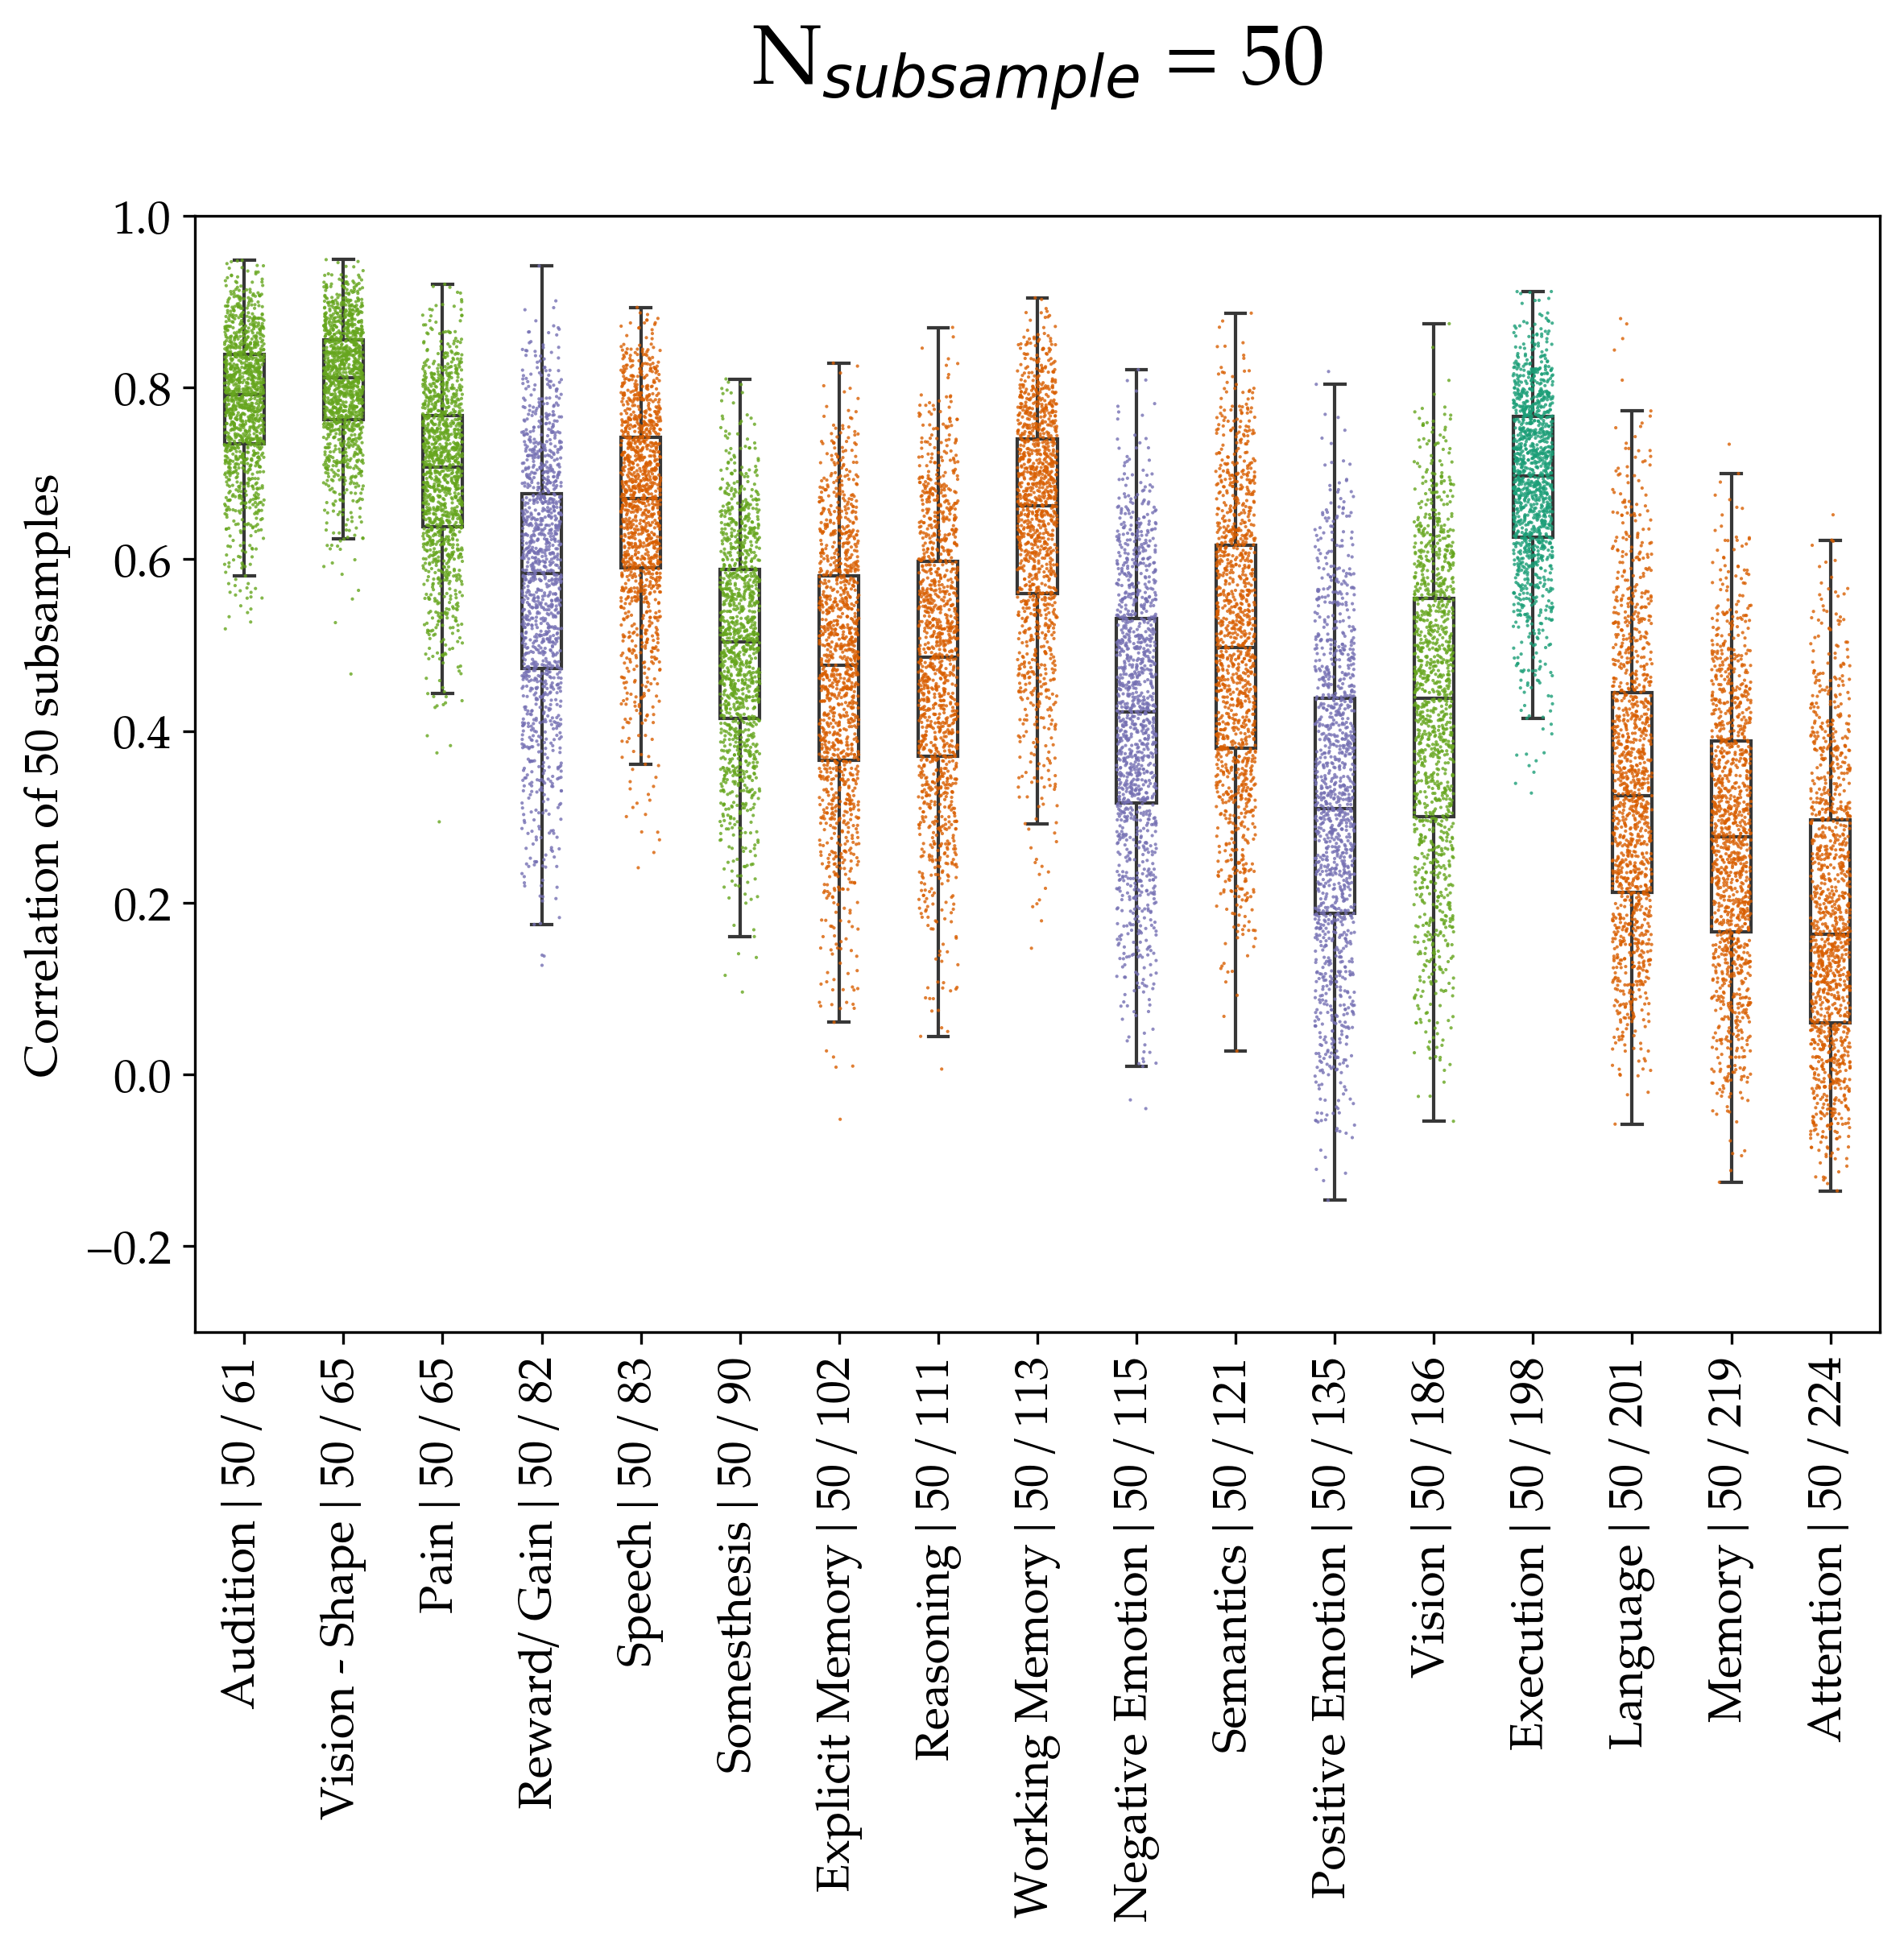 N_subsample = 50
Correlation of 50 subsamples
1.0
0.8
0.6
0.4
0.2
0.0
−0.2
Audition | 50 / 61
Vision - Shape | 50 / 65
Pain | 50 / 65
Reward/ Gain | 50 / 82
Speech | 50 / 83
Somesthesis | 50 / 90
Explicit Memory | 50 / 102
Reasoning | 50 / 111
Working Memory | 50 / 113
Negative Emotion | 50 / 115
Semantics | 50 / 121
Positive Emotion | 50 / 135
Vision | 50 / 186
Execution | 50 / 198
Language | 50 / 201
Memory | 50 / 219
Attention | 50 / 224